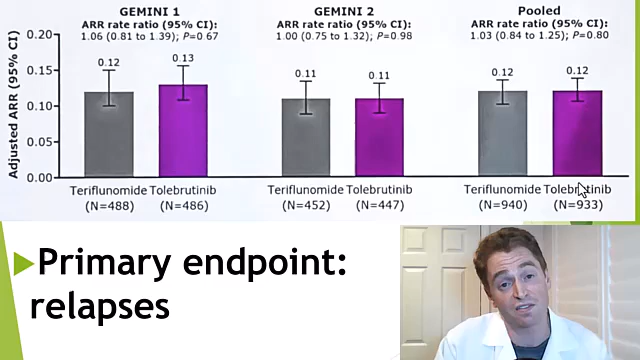 GEMINI 1
ARR rate ratio (95% CI):
1.06 (0.81 to 1.39); P=0.67
GEMINI 2
ARR rate ratio (95% CI):
1.00 (0.75 to 1.32); P=0.98
Pooled
ARR rate ratio (95% CI):
1.03 (0.84 to 1.25); P=0.80
Adjusted ARR (95% CI)
0.20
0.15
0.10
0.05
0.00
0.12
0.13
0.11
0.11
0.12
0.12
Teriflunomide Tolebrutinib
(N=488) (N=486)
Teriflunomide Tolebrutinib
(N=452) (N=447)
Teriflunomide Tolebrutinib
(N=940) (N=933)
Primary endpoint:
relapses